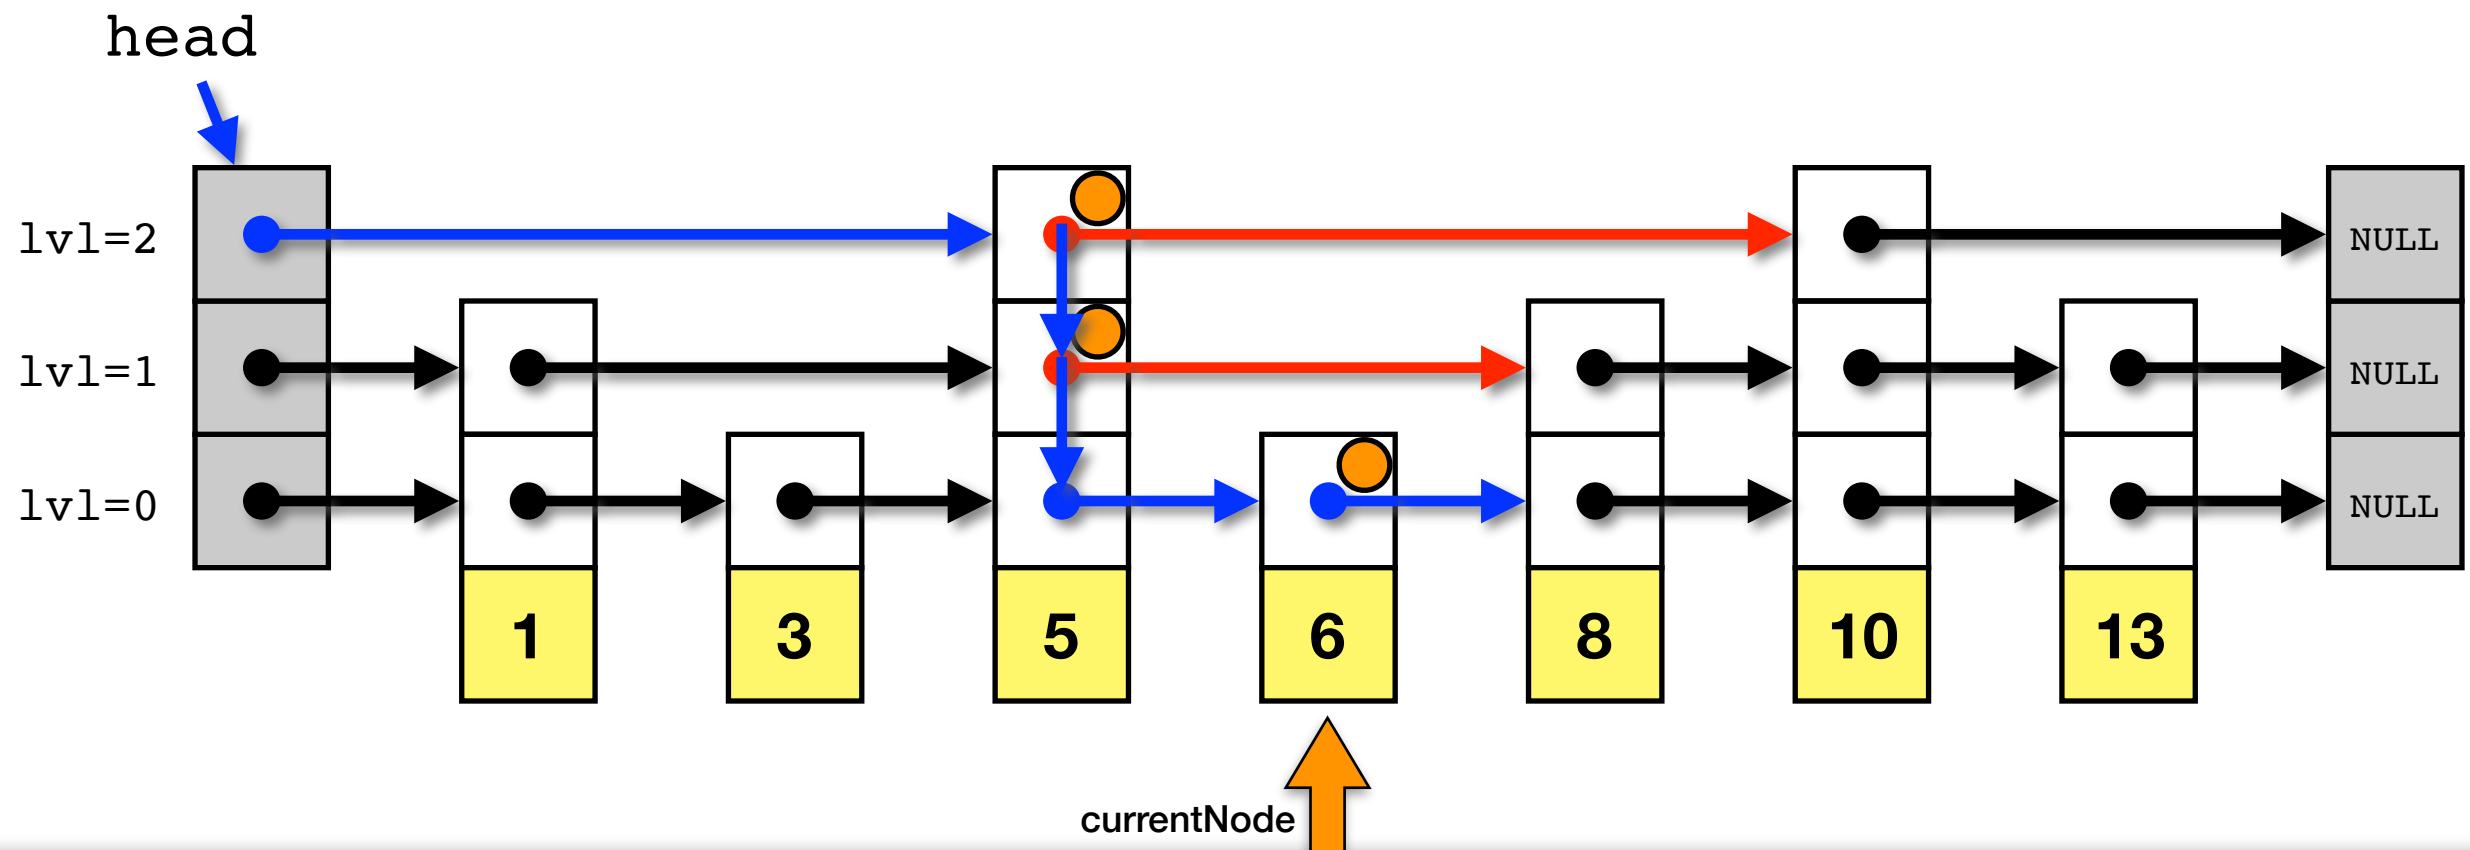 head
lvl=2 NULL
lvl=1 NULL
lvl=0 NULL
1 3 5 6 8 10 13
currentNode